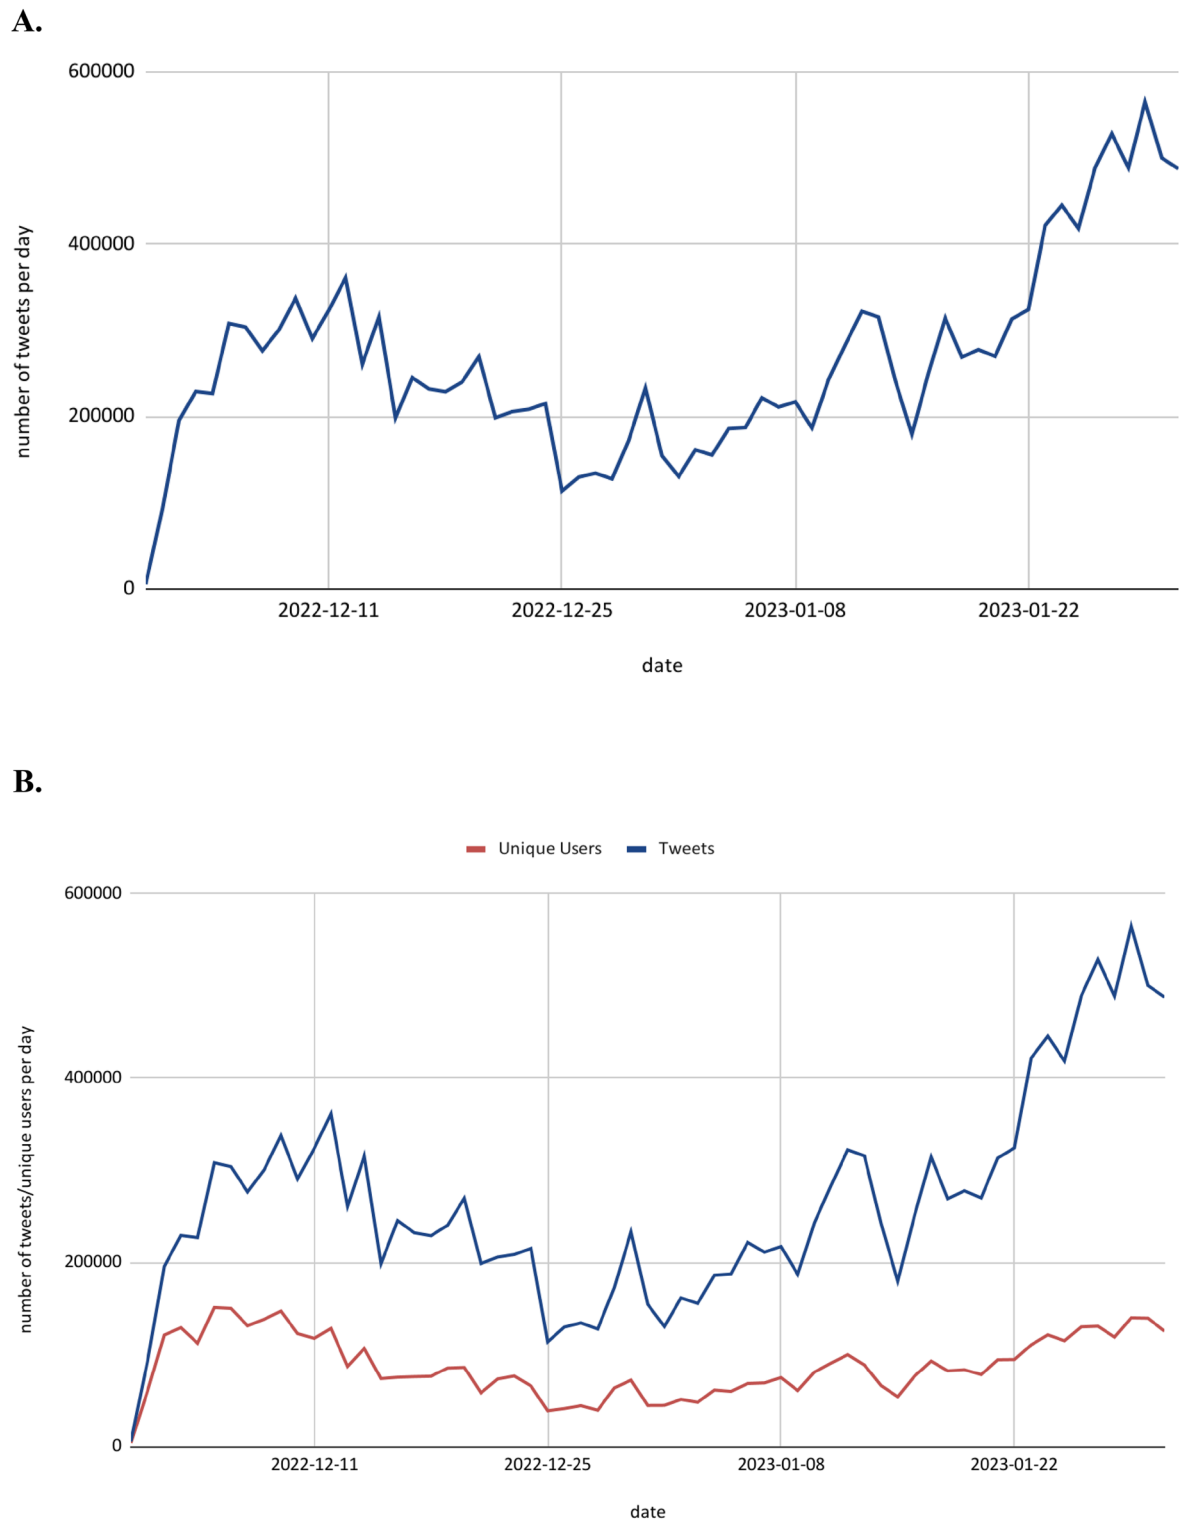 A.
600000
400000
200000
0
number of tweets per day
2022-12-11 2022-12-25 2023-01-08 2023-01-22
date
B.
Unique Users Tweets
600000
400000
200000
0
number of tweets/unique users per day
2022-12-11 2022-12-25 2023-01-08 2023-01-22
date